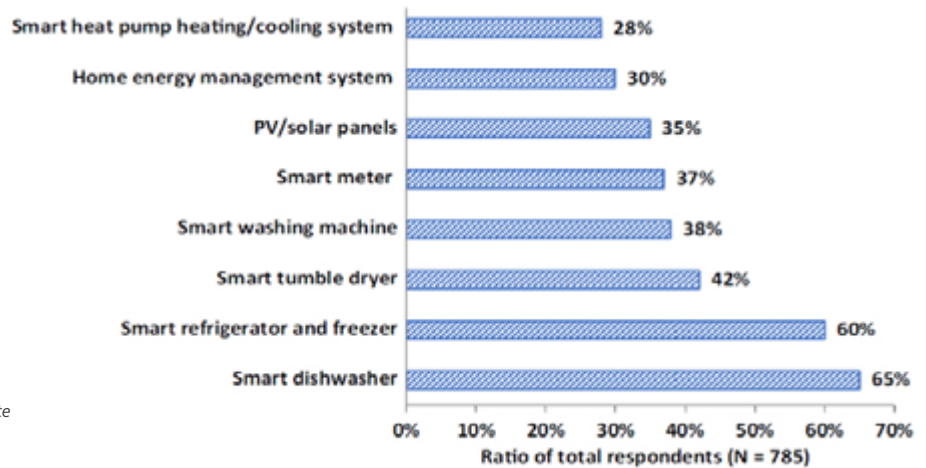 Smart heat pump heating/cooling system 28%
Home energy management system 30%
PV/solar panels 35%
Smart meter 37%
Smart washing machine 38%
Smart tumble dryer 42%
Smart refrigerator and freezer 60%
Smart dishwasher 65%
0% 10% 20% 30% 40% 50% 60% 70%
Ratio of total respondents (N = 785)